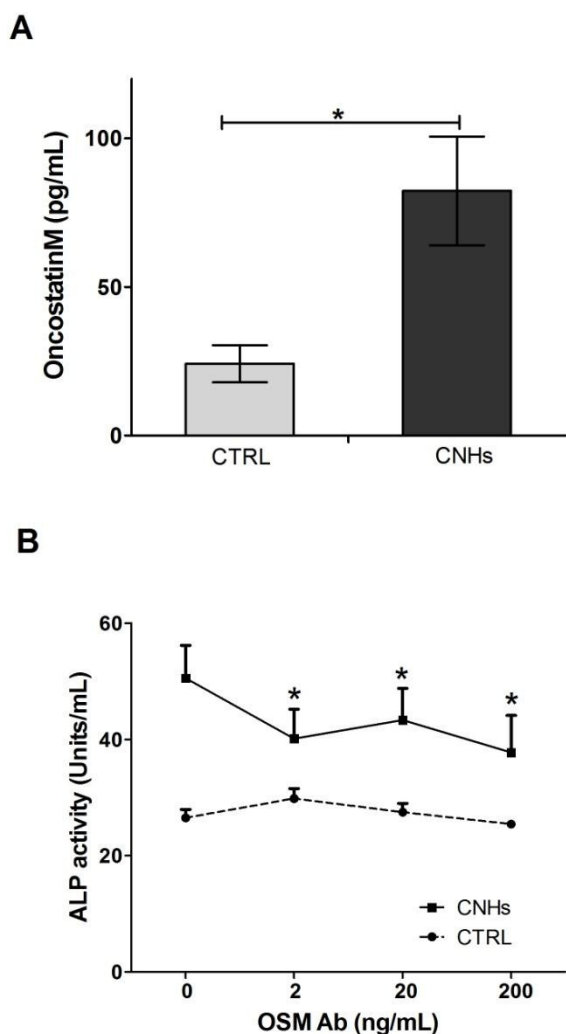 A
OncostatinM (pg/mL)
100
50
0
*
CTRL
CNHs
B
ALP activity (Units/mL)
60
40
20
0
* * *
CNHs
CTRL
0 2 20 200
OSM Ab (ng/mL)